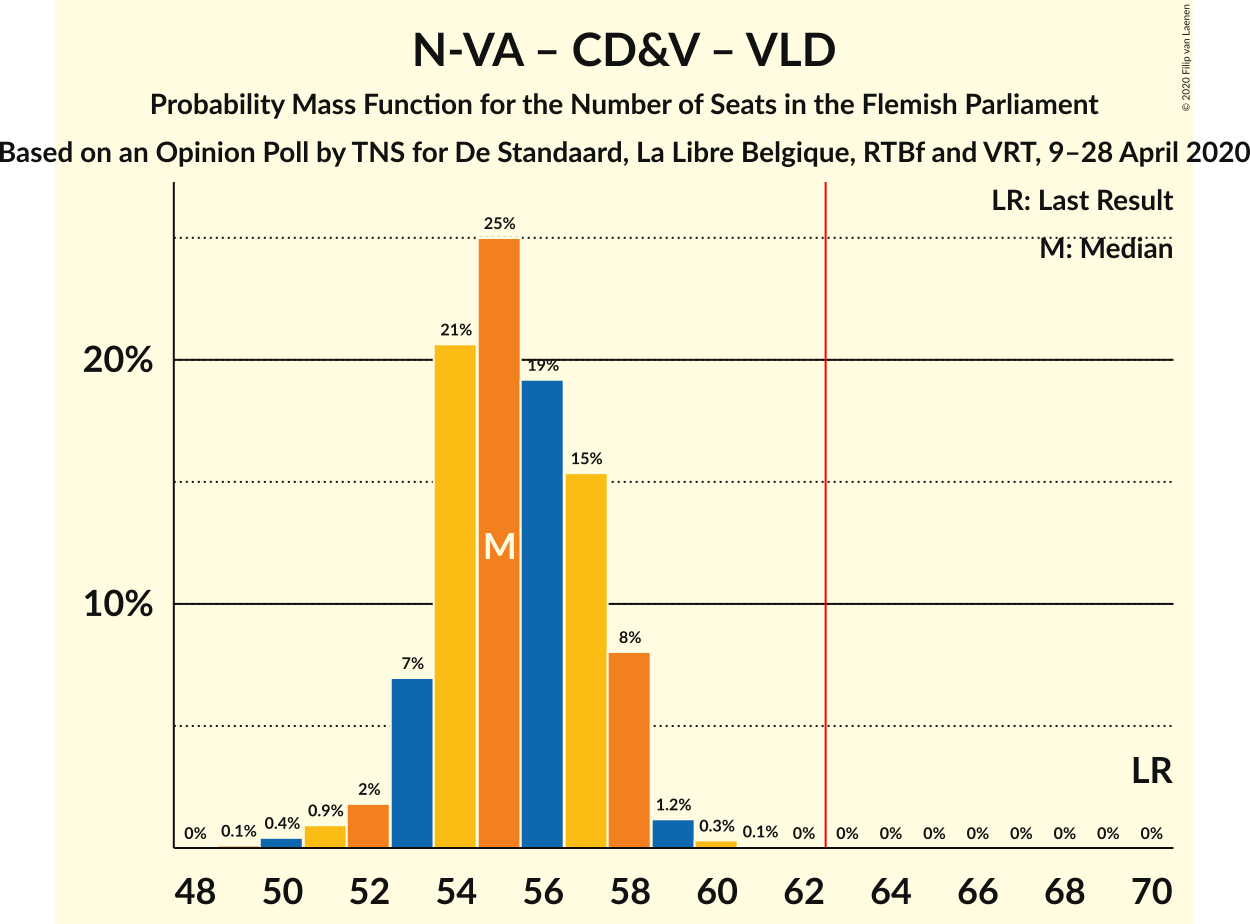 N-VA – CD&V – VLD
Probability Mass Function for the Number of Seats in the Flemish Parliament
Based on an Opinion Poll by TNS for De Standaard, La Libre Belgique, RTBf and VRT, 9–28 April 2020
© 2020 Filip van Laenen
LR: Last Result
M: Median
25%
21%
20%
19%
15%
M
10%
8%
7%
LR
2%
0% 0.1% 0.4% 0.9% 1.2% 0.3% 0.1% 0% 0% 0% 0% 0% 0% 0% 0% 0%
48 50 52 54 56 58 60 62 64 66 68 70